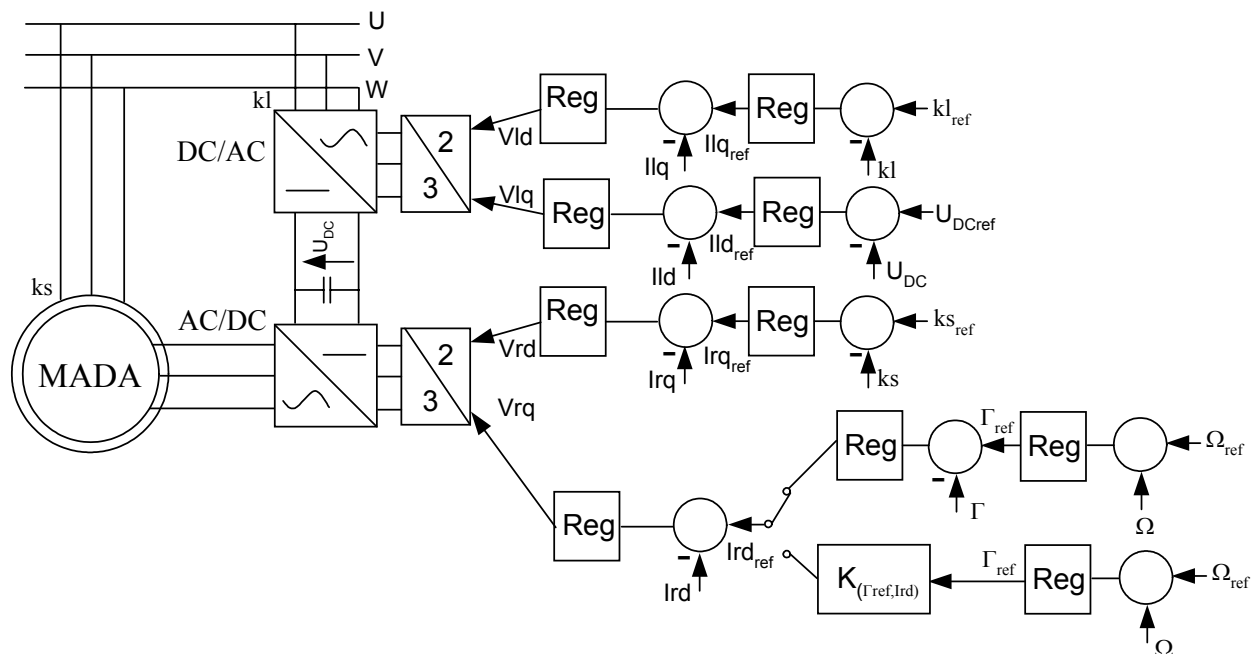 U
V
W
kl
DC/AC
2
3
Vld
Vlq
Reg
Ilq
Ilq_ref
Reg
kl_ref
kl
Reg
Ild
Ild_ref
Reg
U_DCref
U_DC
U_DC
ks
AC/DC
MADA
2
3
Vrd
Vrq
Reg
Irq
Irq_ref
Reg
ks_ref
ks
Reg
Ird
Ird_ref
Reg
Γ_ref
Γ
Reg
Ω_ref
Ω
K_(Γref,Ird)
Γ_ref
Reg
Ω_ref
Ω